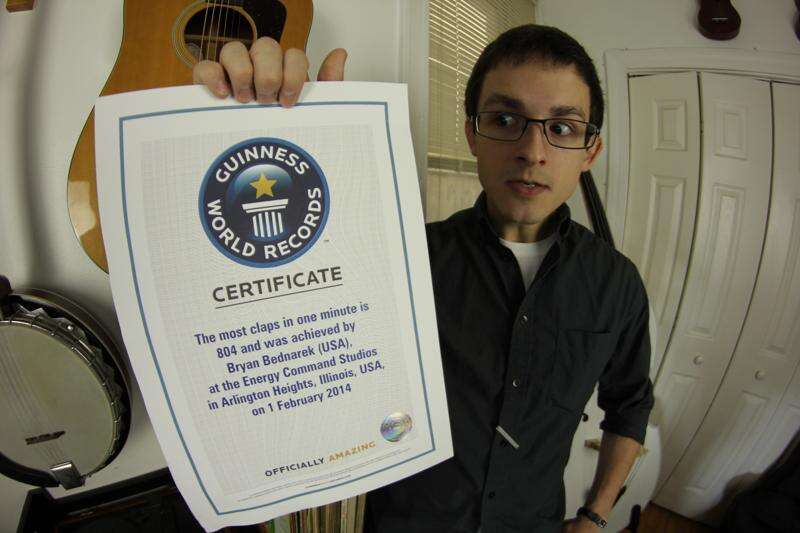 GUINNESS
WORLD RECORDS
™
CERTIFICATE
The most claps in one minute is
804 and was achieved by
Bryan Bednarek (USA),
at the Energy Command Studios
in Arlington Heights, Illinois, USA,
on 1 February 2014
OFFICIALLY AMAZING